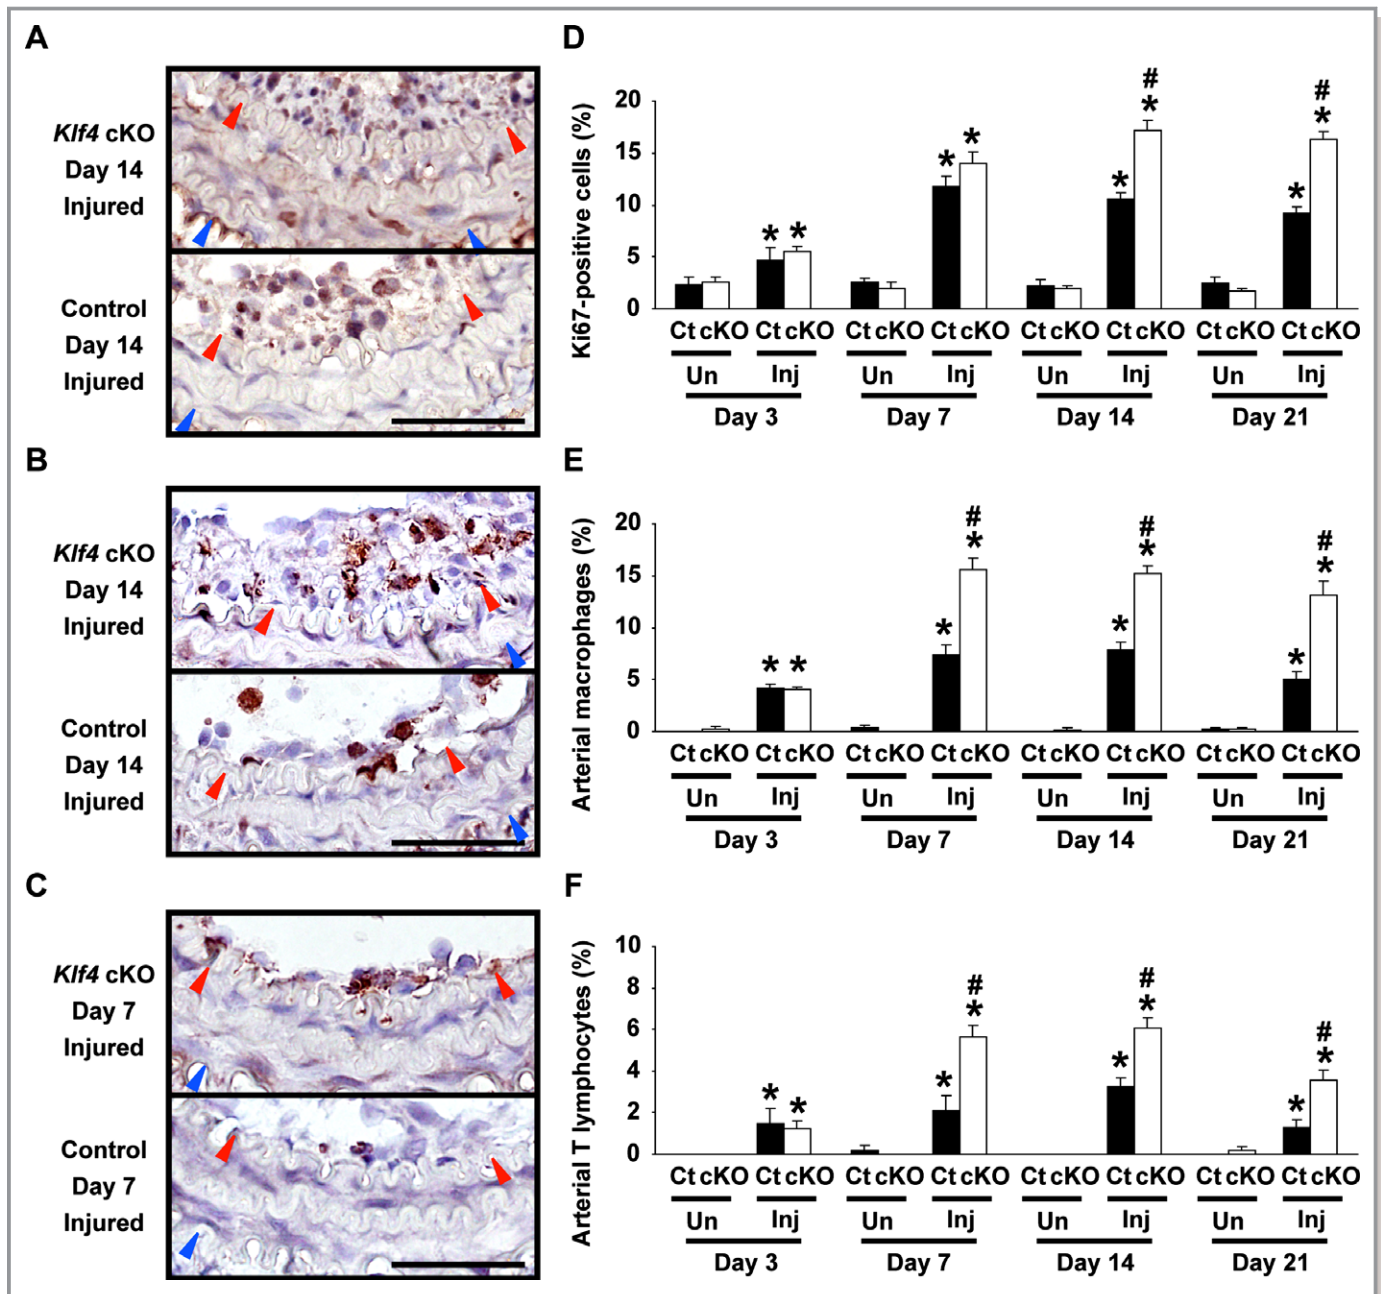 A
Klf4 cKO
Day 14
Injured
Control
Day 14
Injured
B
Klf4 cKO
Day 14
Injured
Control
Day 14
Injured
C
Klf4 cKO
Day 7
Injured
Control
Day 7
Injured
D
Ki67-positive cells (%)
20
15
10
5
0
# # 
* * * * * * * *
Ct cKO Ct cKO Ct cKO Ct cKO Ct cKO Ct cKO Ct cKO Ct cKO
Un Inj Un Inj Un Inj Un Inj
Day 3 Day 7 Day 14 Day 21
E
Arterial macrophages (%)
20
15
10
5
0
# # #
* * * * * * * *
Ct cKO Ct cKO Ct cKO Ct cKO Ct cKO Ct cKO Ct cKO Ct cKO
Un Inj Un Inj Un Inj Un Inj
Day 3 Day 7 Day 14 Day 21
F
Arterial T lymphocytes (%)
10
8
6
4
2
0
# # #
* * * * * * * *
Ct cKO Ct cKO Ct cKO Ct cKO Ct cKO Ct cKO Ct cKO Ct cKO
Un Inj Un Inj Un Inj Un Inj
Day 3 Day 7 Day 14 Day 21